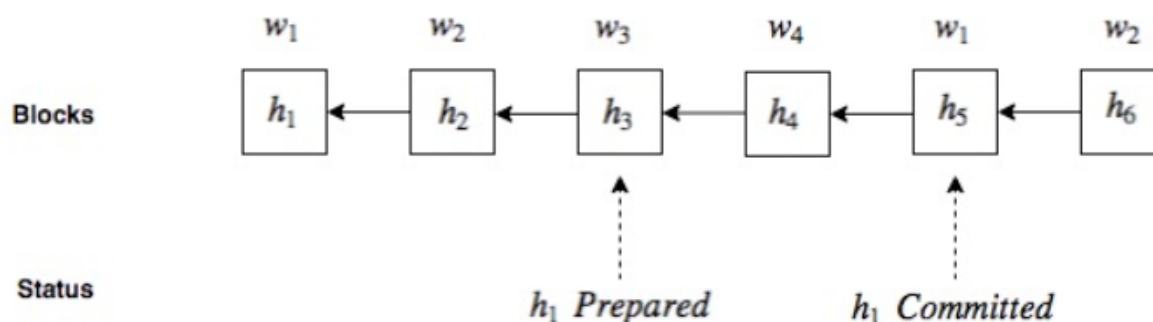 w₁ w₂ w₃ w₄ w₁ w₂
Blocks h₁ h₂ h₃ h₄ h₅ h₆
Status h₁ Prepared h₁ Committed